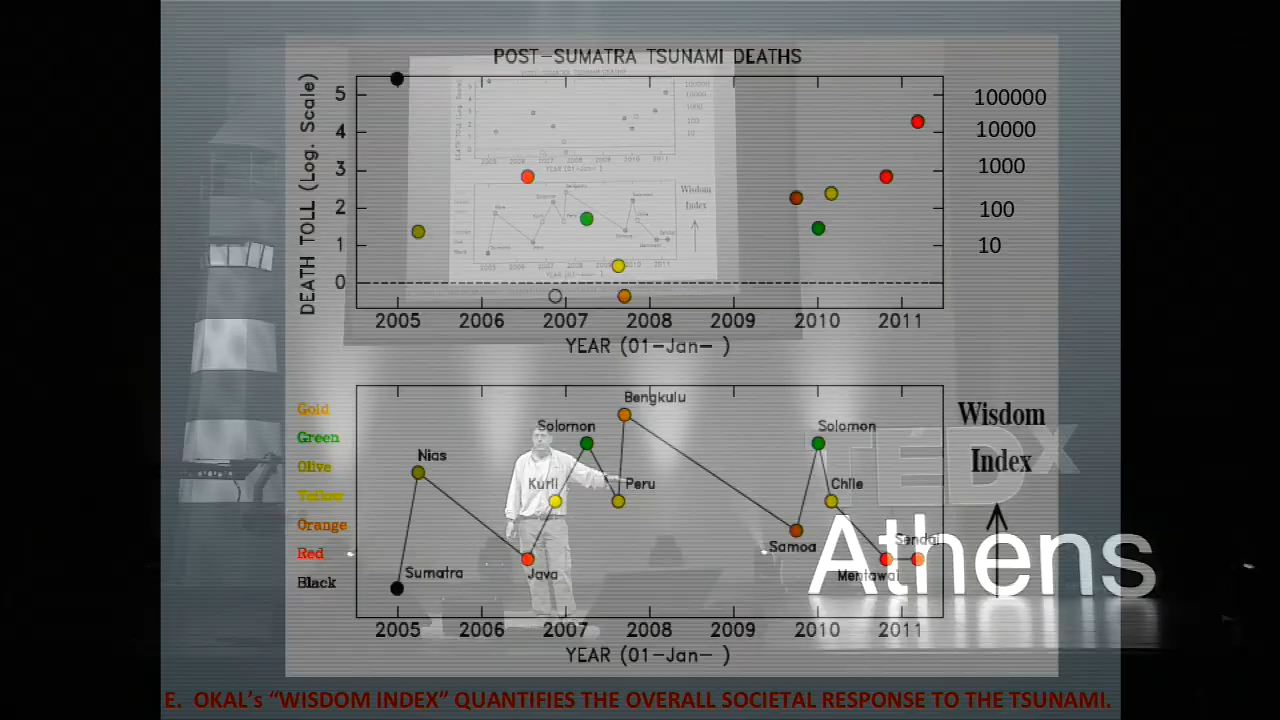 POST-SUMATRA TSUNAMI DEATHS
DEATH TOLL (Log. Scale)
5
4
3
2
1
0
100000
10000
1000
100
10
2005 2006 2007 2008 2009 2010 2011
YEAR (01-Jan- )
Gold
Green
Olive
Yellow
Orange
Red
Black
Bengkulu
Solomon
Solomon
Nias
Kuril
Peru
Chile
Samoa
Sendai
Sumatra
Java
Mentawai
Wisdom
Index
2005 2006 2007 2008 2009 2010 2011
YEAR (01-Jan- )
TEDx
Athens
E. OKAL's “WISDOM INDEX” QUANTIFIES THE OVERALL SOCIETAL RESPONSE TO THE TSUNAMI.